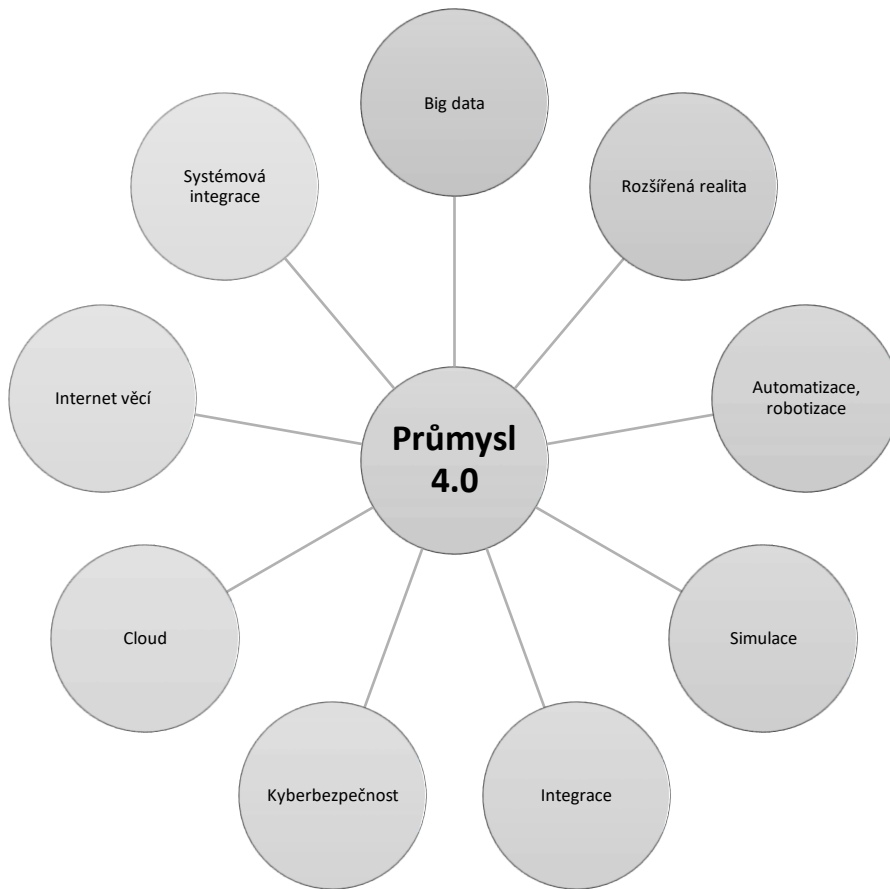 Big data
Systémová
integrace
Rozšířená realita
Internet věcí
Automatizace,
robotizace
Průmysl
4.0
Cloud
Simulace
Kyberbezpečnost
Integrace